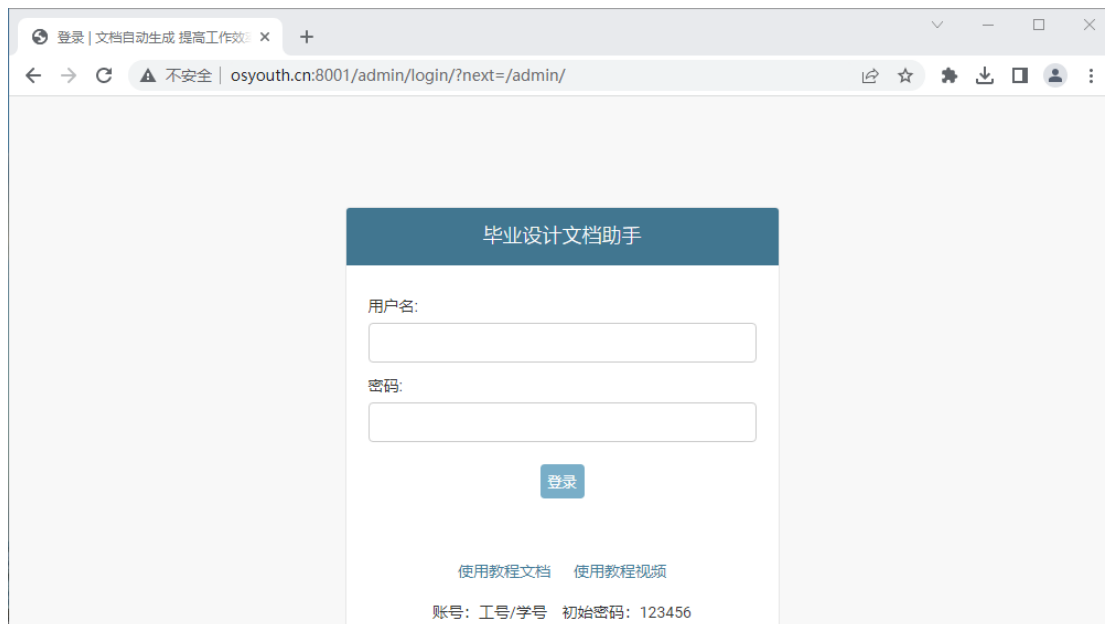 登录 | 文档自动生成 提高工作效
不安全 | osyouth.cn:8001/admin/login/?next=/admin/
毕业设计文档助手
用户名:
密码:
登录
使用教程文档 使用教程视频
账号：工号/学号 初始密码：123456